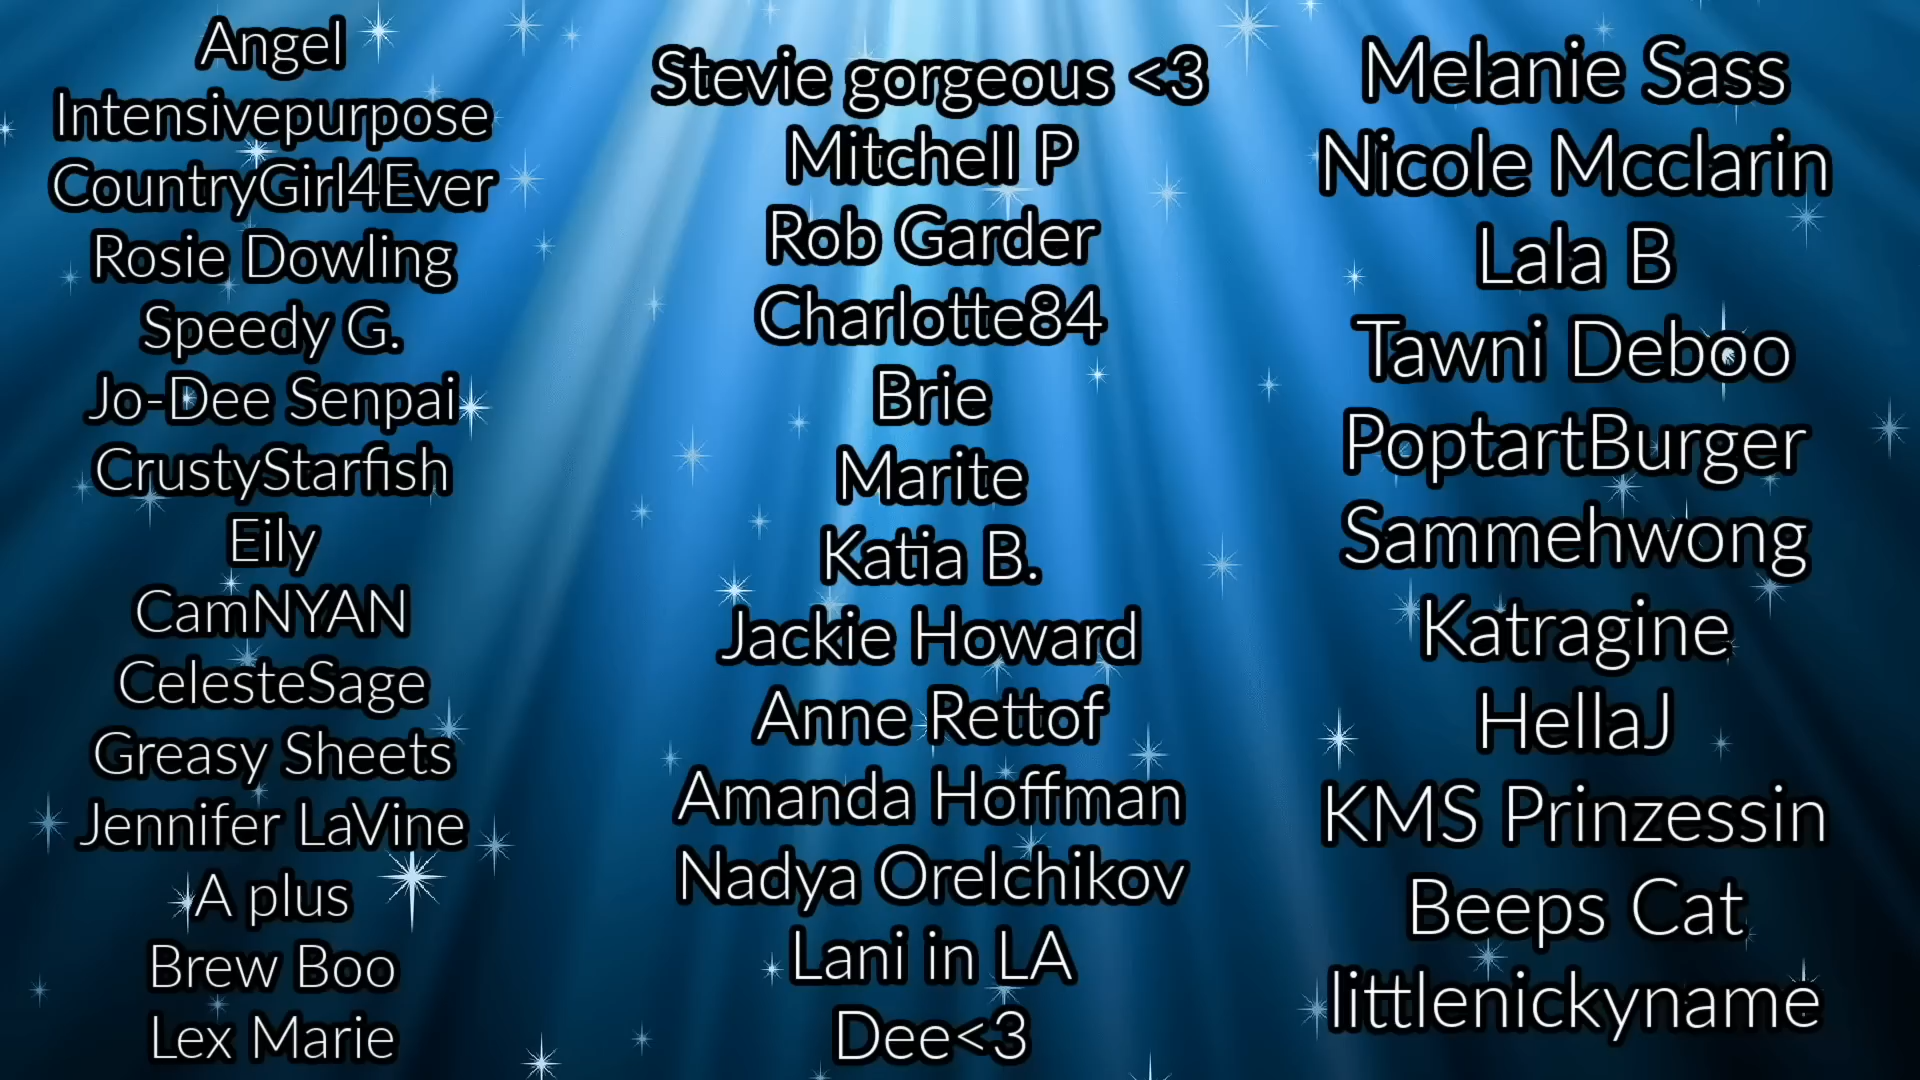 Angel
Intensivepurpose
CountryGirl4Ever
Rosie Dowling
Speedy G.
Jo-Dee Senpai
CrustyStarfish
Eily
CamNYAN
CelesteSage
Greasy Sheets
Jennifer LaVine
A plus
Brew Boo
Lex Marie
Stevie gorgeous <3
Mitchell P
Rob Garder
Charlotte84
Brie
Marite
Katia B.
Jackie Howard
Anne Rettof
Amanda Hoffman
Nadya Orelchikov
Lani in LA
Dee<3
Melanie Sass
Nicole Mcclarin
Lala B
Tawni Deboo
PoptartBurger
Sammehwong
Katragine
HellaJ
KMS Prinzessin
Beeps Cat
littlenickyname